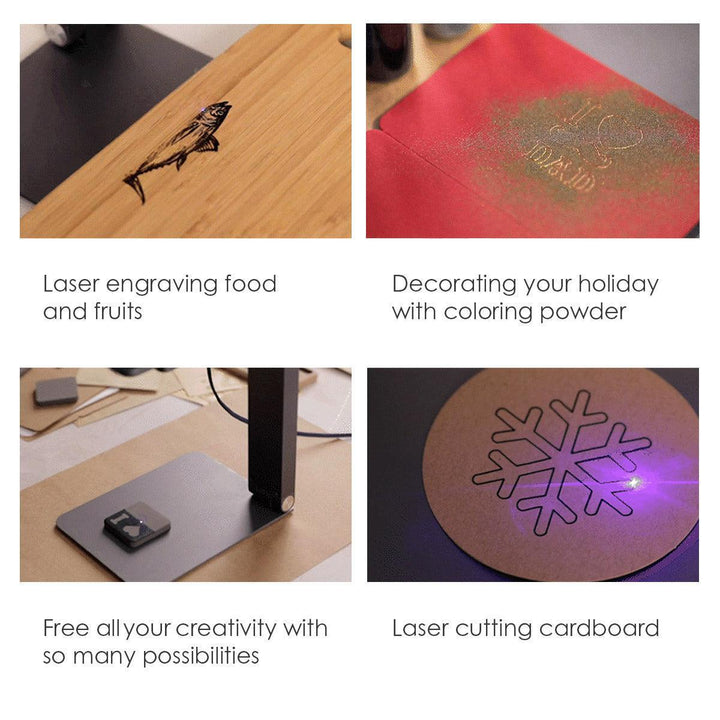 Laser engraving food
and fruits
Decorating your holiday
with coloring powder
Free all your creativity with
so many possibilities
Laser cutting cardboard